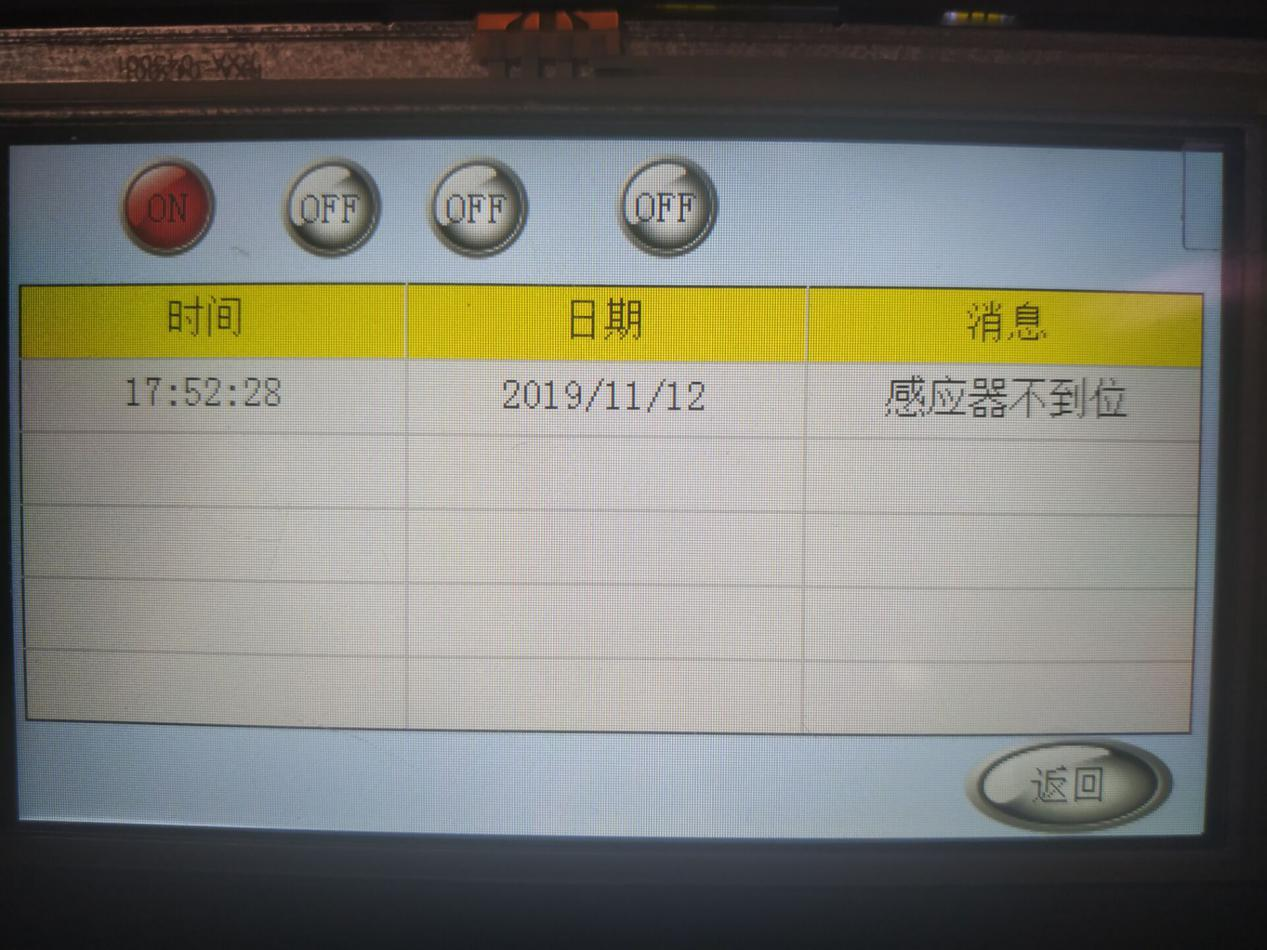 ON OFF OFF OFF
时间 日期 消息
17:52:28 2019/11/12 感应器不到位
返回